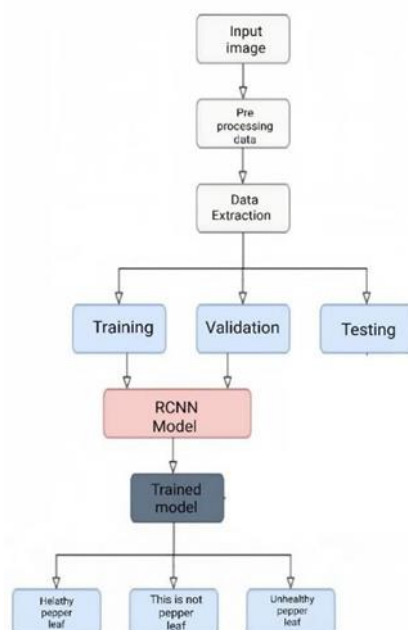 Input
image
Pre
processing
data
Data
Extraction
Training
Validation
Testing
RCNN
Model
Trained
model
Helathy
pepper
leaf
This is not
pepper
leaf
Unhealthy
pepper
leaf